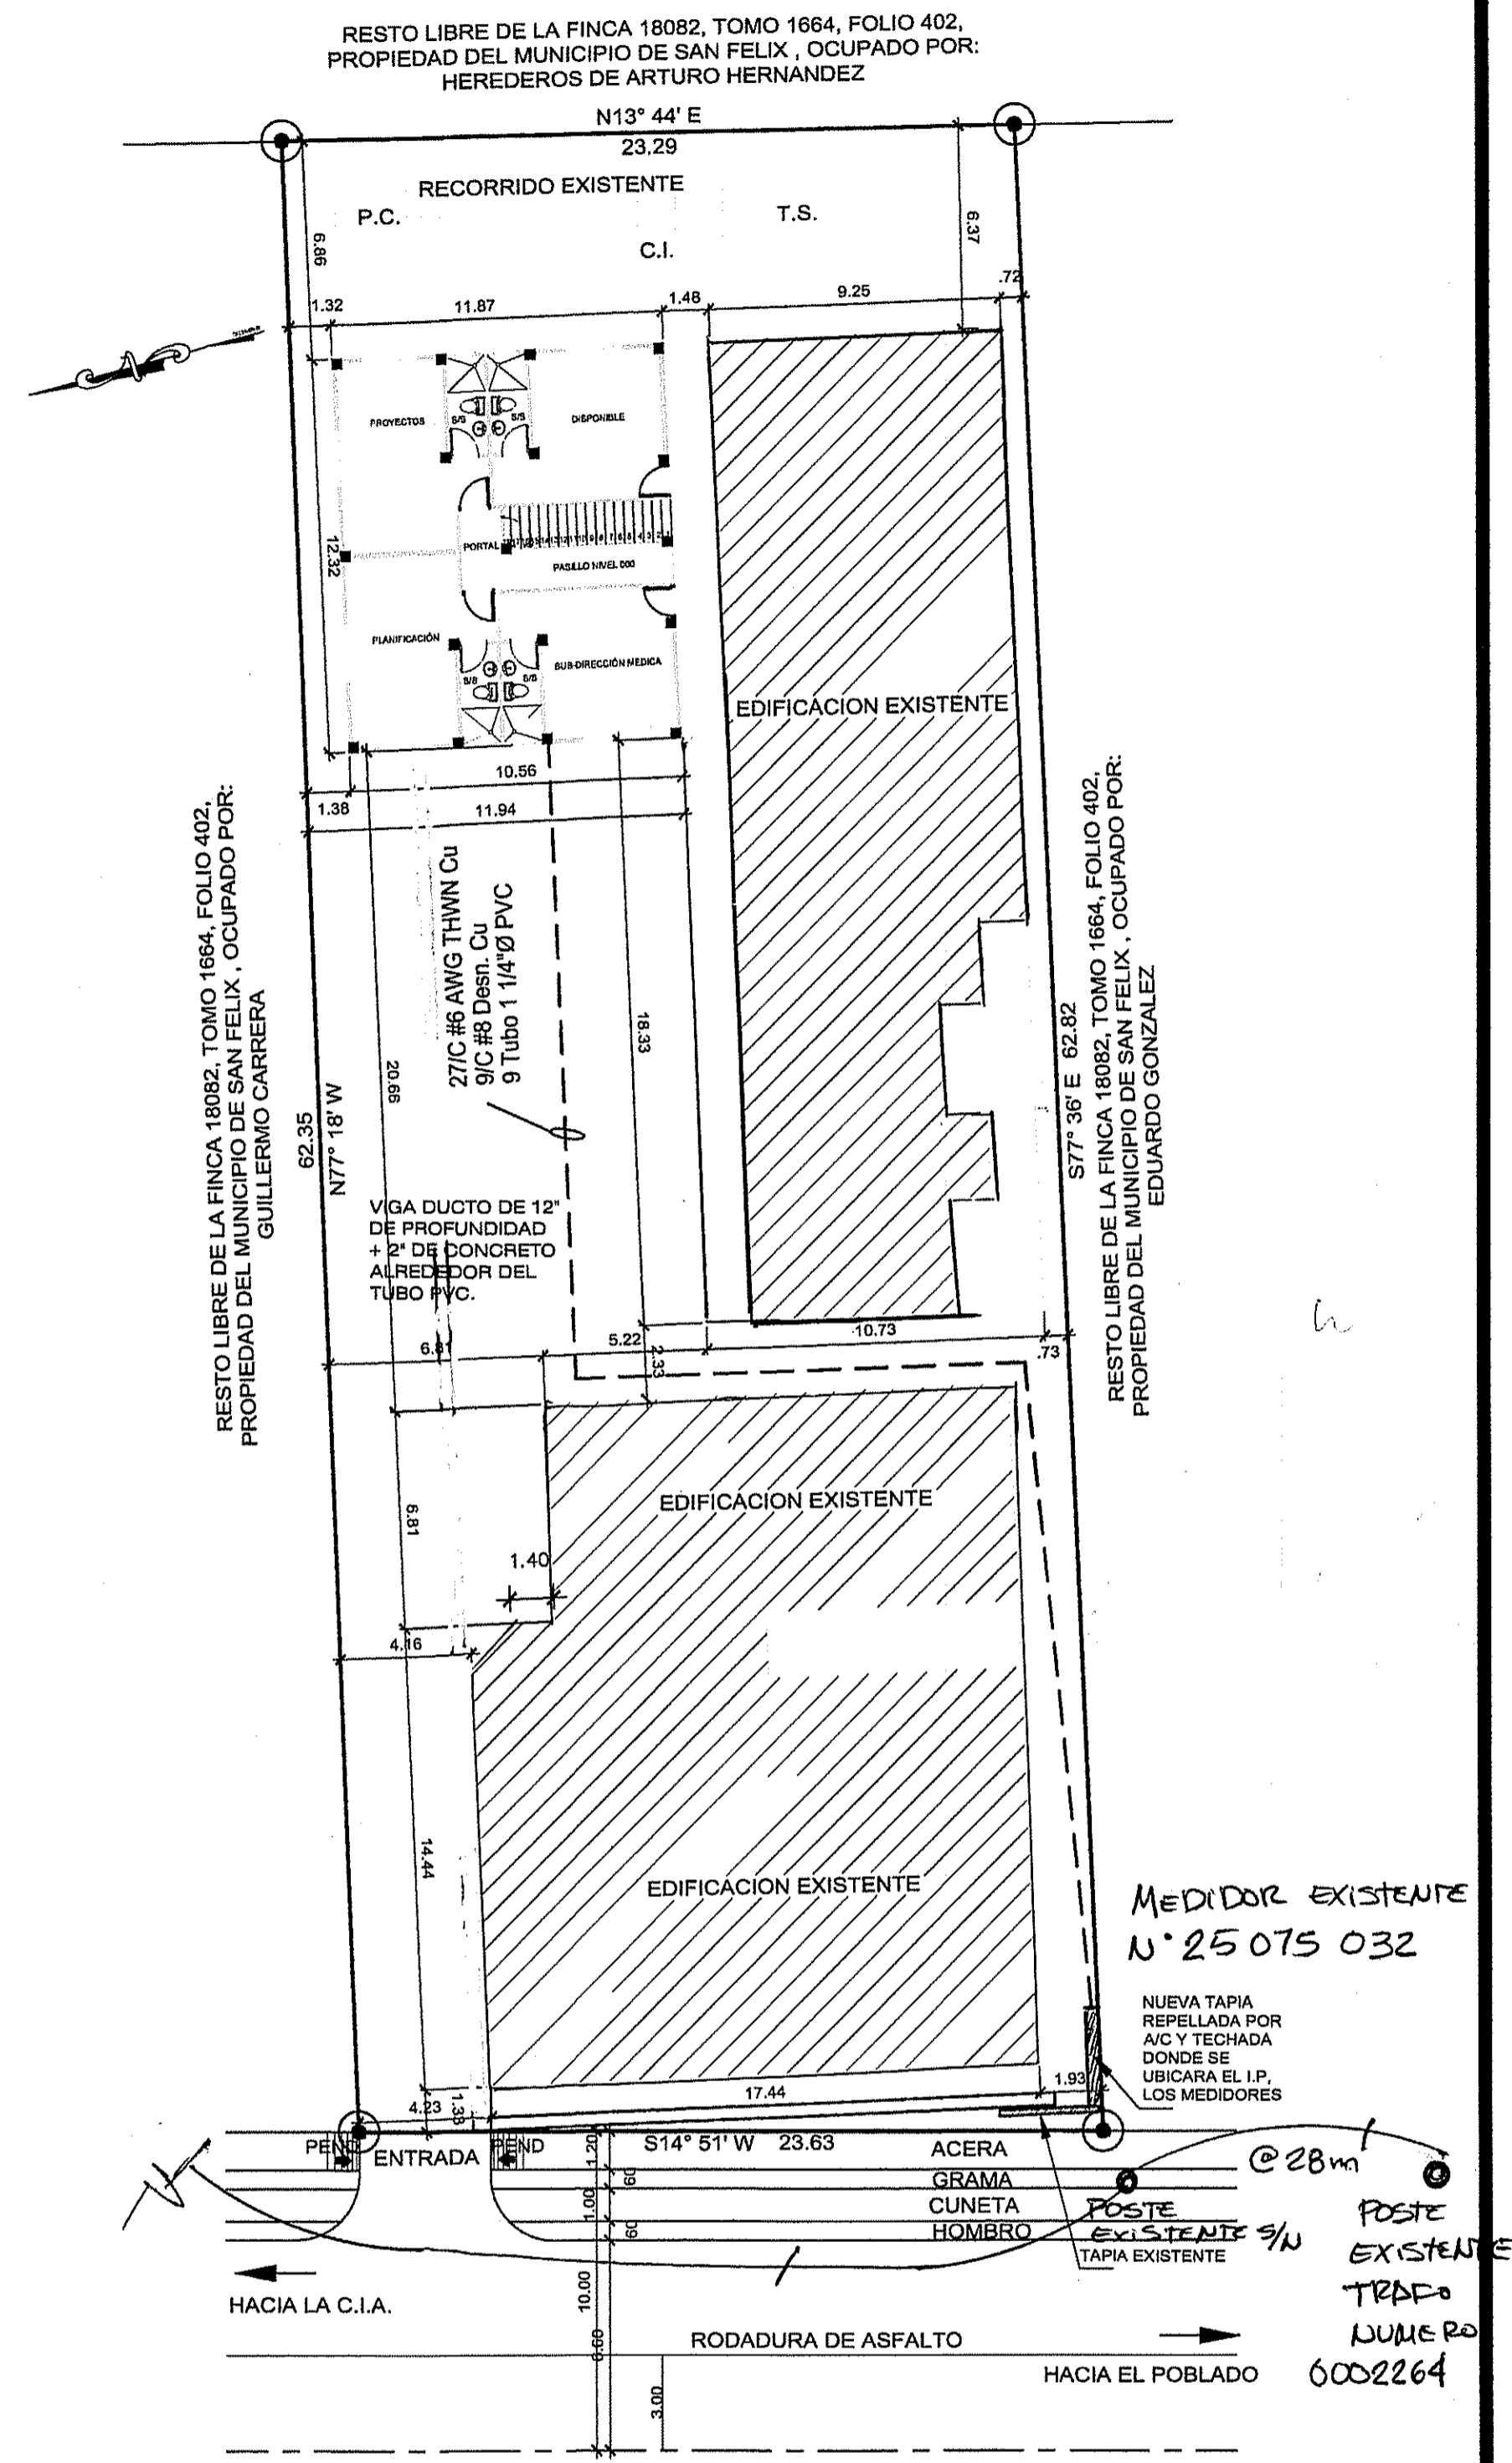 RESTO LIBRE DE LA FINCA 18082, TOMO 1664, FOLIO 402,
PROPIEDAD DEL MUNICIPIO DE SAN FELIX , OCUPADO POR:
HEREDEROS DE ARTURO HERNANDEZ
N13° 44' E
23.29
RECORRIDO EXISTENTE
P.C.
T.S.
C.I.
6.86
6.37
1.32
11.87
1.48
9.25
.72
PROYECTOS
S/S
S/S
DISPONIBLE
12.32
PORTAL
PASILLO NIVEL 000
PLANIFICACIÓN
S/S
S/S
SUB-DIRECCIÓN MEDICA
EDIFICACION EXISTENTE
10.56
1.38
11.94
RESTO LIBRE DE LA FINCA 18082, TOMO 1664, FOLIO 402,
PROPIEDAD DEL MUNICIPIO DE SAN FELIX , OCUPADO POR:
GUILLERMO CARRERA
62.35
N77° 18' W
20.66
27/C #6 AWG THWN Cu
9/C #8 Desn. Cu
9 Tubo 1 1/4"Ø PVC
18.33
S77° 36' E 62.82
RESTO LIBRE DE LA FINCA 18082, TOMO 1664, FOLIO 402,
PROPIEDAD DEL MUNICIPIO DE SAN FELIX , OCUPADO POR:
EDUARDO GONZALEZ
VIGA DUCTO DE 12"
DE PROFUNDIDAD
+ 2" DE CONCRETO
ALREDEDOR DEL
TUBO PVC.
6.81
5.22
2.33
10.73
.73
EDIFICACION EXISTENTE
6.81
1.40
4.16
14.44
EDIFICACION EXISTENTE
MEDIDOR EXISTENTE
N° 25 075 032
NUEVA TAPIA
REPELLADA POR
A/C Y TECHADA
DONDE SE
UBICARA EL I.P,
LOS MEDIDORES
1.93
17.44
4.23
1.38
PEND
ENTRADA
PEND
1.20
S14° 51' W 23.63
ACERA
@ 28m
GRAMA
60
CUNETA
1.00
HOMBRO
60
POSTE
EXISTENTE S/N
TAPIA EXISTENTE
POSTE
EXISTENTE
TRAFO
NUMERO
6002264
HACIA LA C.I.A.
10.00
6.60
RODADURA DE ASFALTO
HACIA EL POBLADO
3.00